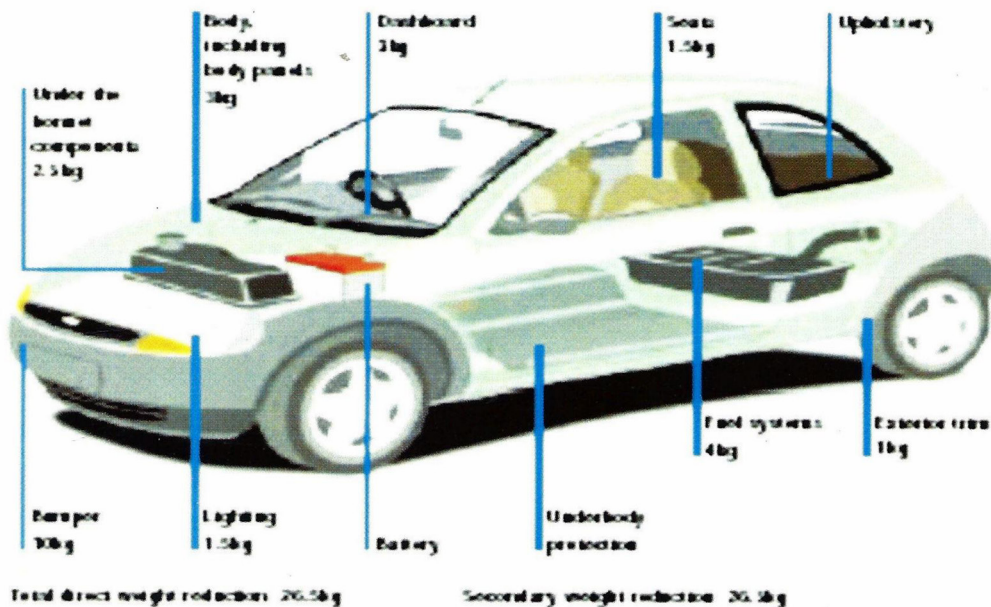 Body,
including
body panels
3kg
Dashboard
3kg
Seats
1.5kg
Upholstery
Under the
bonnet
components
2.5kg
Fuel systems
4kg
Exterior trim
1kg
Bumper
10kg
Lighting
1.5kg
Battery
Underbody
protection
Total direct weight reduction 26.5kg
Secondary weight reduction 26.5kg